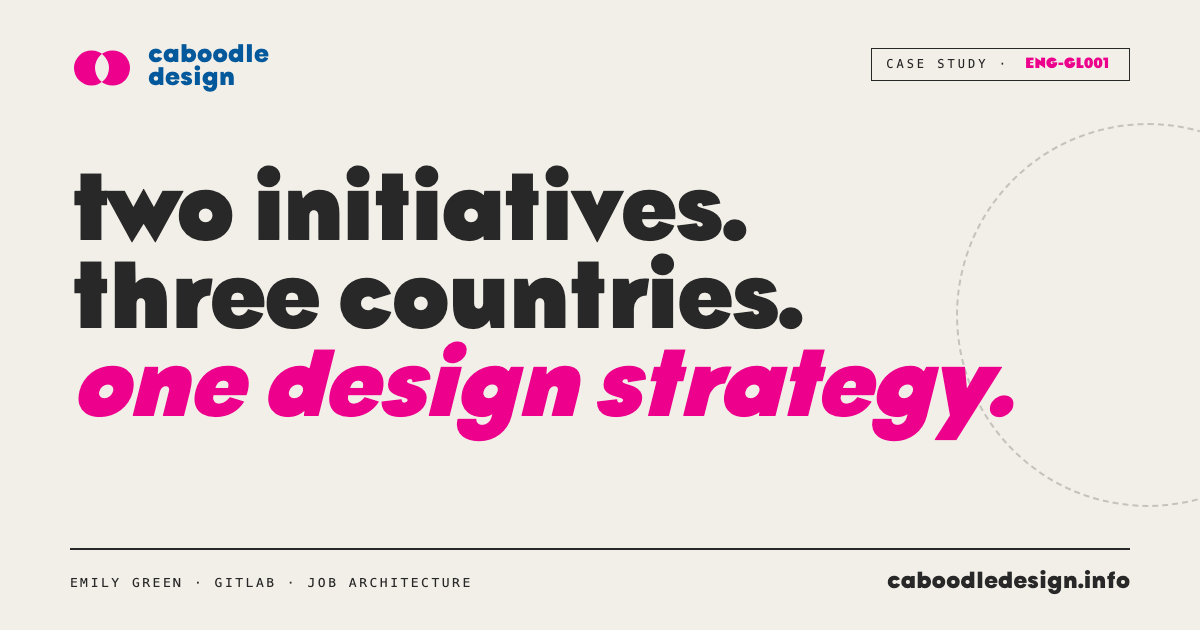 caboodle
design
CASE STUDY · ENG-GL001
two initiatives.
three countries.
one design strategy.
EMILY GREEN · GITLAB · JOB ARCHITECTURE
caboodledesign.info